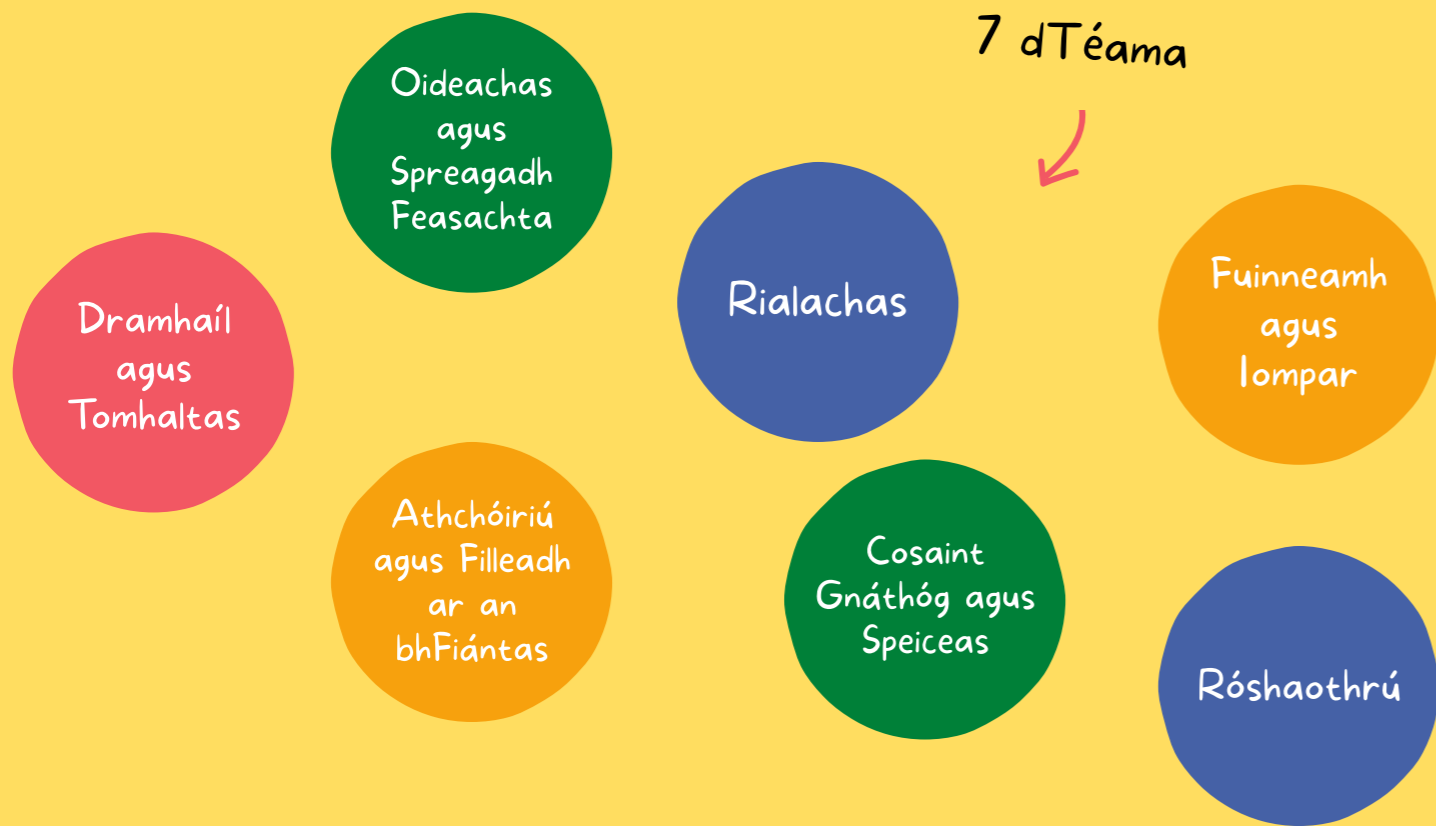 7 dTéama
Oideachas
agus
Spreagadh
Feasachta
Rialachas
Fuinneamh
agus
Iompar
Dramhaíl
agus
Tomhaltas
Athchóiriú
agus Filleadh
ar an
bhFiántas
Cosaint
Gnáthóg agus
Speiceas
Róshaothrú